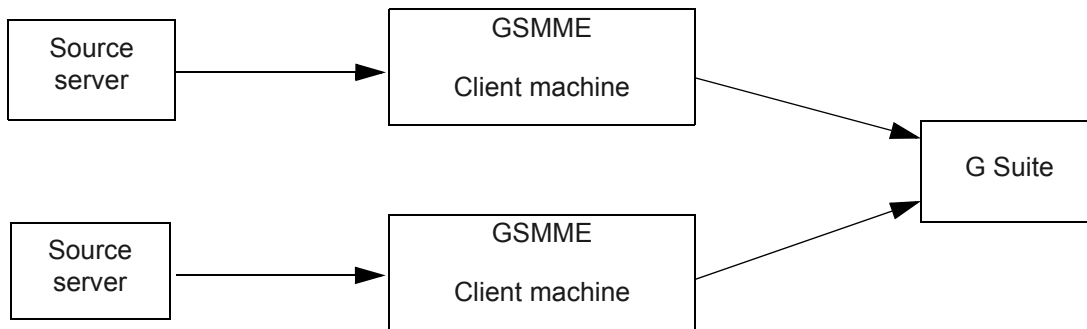 Source
server
GSMME
Client machine
G Suite
Source
server
GSMME
Client machine